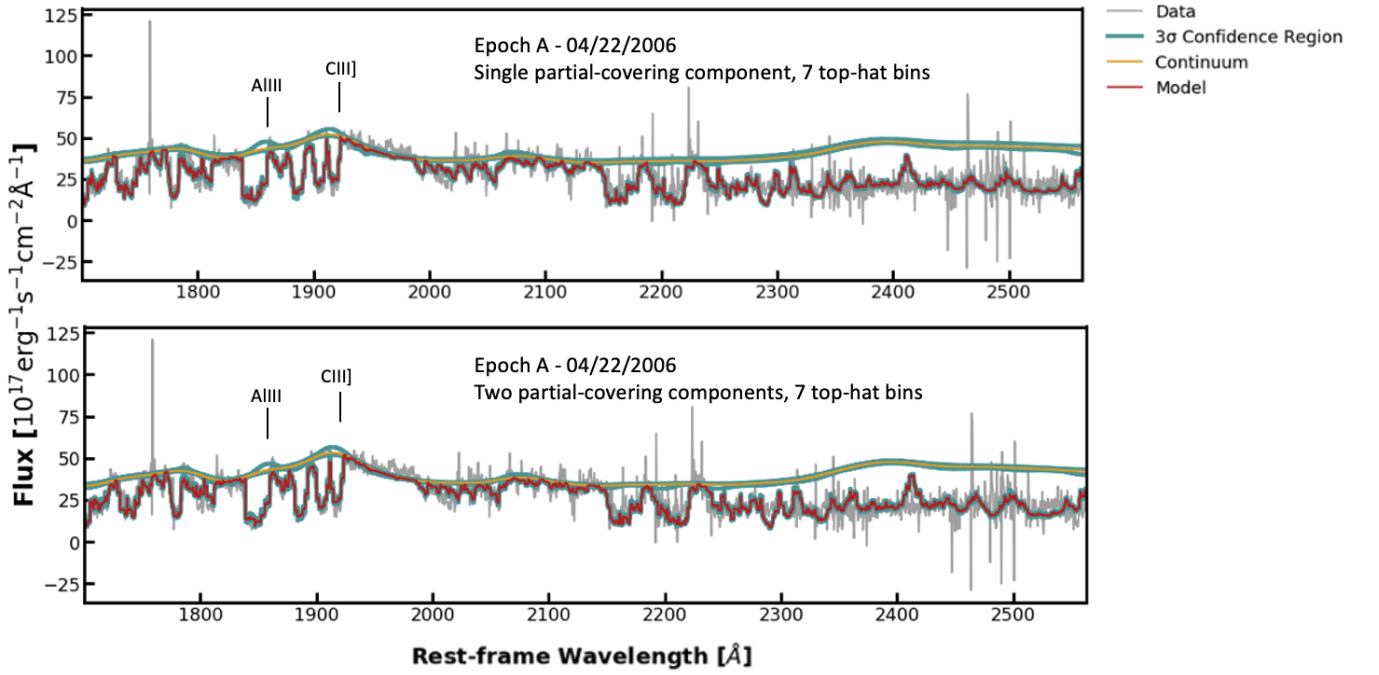 125
100
75
50
25
0
−25
Epoch A - 04/22/2006
Single partial-covering component, 7 top-hat bins
AlIII
CIII]
1800 1900 2000 2100 2200 2300 2400 2500
Data
3σ Confidence Region
Continuum
Model
Flux [10¹⁷erg⁻¹s⁻¹cm⁻²Å⁻¹]
125
100
75
50
25
0
−25
Epoch A - 04/22/2006
Two partial-covering components, 7 top-hat bins
AlIII
CIII]
1800 1900 2000 2100 2200 2300 2400 2500
Rest-frame Wavelength [Å]